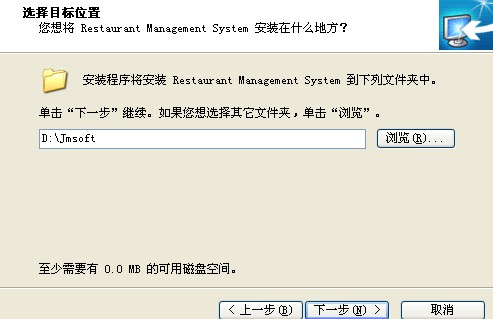 选择目标位置
您想将 Restaurant Management System 安装在什么地方？
安装程序将安装 Restaurant Management System 到下列文件夹中。
单击“下一步”继续。如果您想选择其它文件夹，单击“浏览”。
D:\Jmsoft
浏览(R)...
至少需要有 0.0 MB 的可用磁盘空间。
< 上一步(B)
下一步(N) >
取消